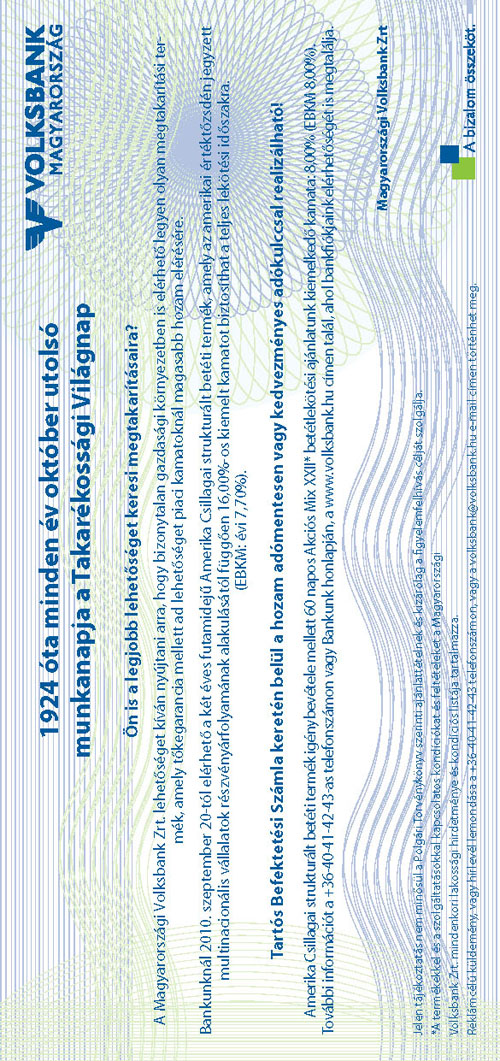 VOLKSBANK
MAGYARORSZÁG
1924 óta minden év október utolsó
munkanapja a Takarékossági Világnap
Ön is a legjobb lehetőséget keresi megtakarításaira?
A Magyarországi Volksbank Zrt. lehetőséget kíván nyújtani arra, hogy bizonytalan gazdasági környezetben is elérhető legyen olyan megtakarítási ter-
mék, amely tőkegarancia mellett ad lehetőséget piaci kamatoknál magasabb hozam elérésére.
Bankunknál 2010. szeptember 20-tól elérhető a két éves futamidejű Amerika Csillagai strukturált betéti termék, amely az amerikai értéktőzsdén jegyzett
multinacionális vállalatok részvényárfolyamának alakulásától függően 16,00%-os kiemelt kamatot biztosíthat a teljes lekötési időszakra.
(EBKM: évi 7,70%).
Tartós Befektetési Számla keretén belül a hozam adómentesen vagy kedvezményes adókulccsal realizálható!
Amerika Csillagai strukturált betéti termék igénybevétele mellett 60 napos Akciós Mix XXII* betétlekötési ajánlatunk kiemelkedő kamata: 8,00% (EBKM 8,00%).
További információt a +36-40-41-42-43-as telefonszámon vagy Bankunk honlapján, a www.volksbank.hu címen talál, ahol bankfiókjaink elérhetőségét is megtalálja.
Magyarországi Volksbank Zrt
Jelen tájékoztatás nem minősül a Polgári Törvénykönyv szerinti ajánlattételnek és kizárólag a figyelemfelhívás célját szolgálja.
*A termékekkel és a szolgáltatásokkal kapcsolatos kondíciókat és feltételeket a Magyarországi
Volksbank Zrt. mindenkori lakossági hirdetménye és kondíciós listája tartalmazza.
Reklámcélú küldemény, vagy hírlevél lemondása a +36-40-41-42-43 telefonszámon, vagy a volksbank@volksbank.hu e-mail címen történhet meg.
A bizalom összeköt.